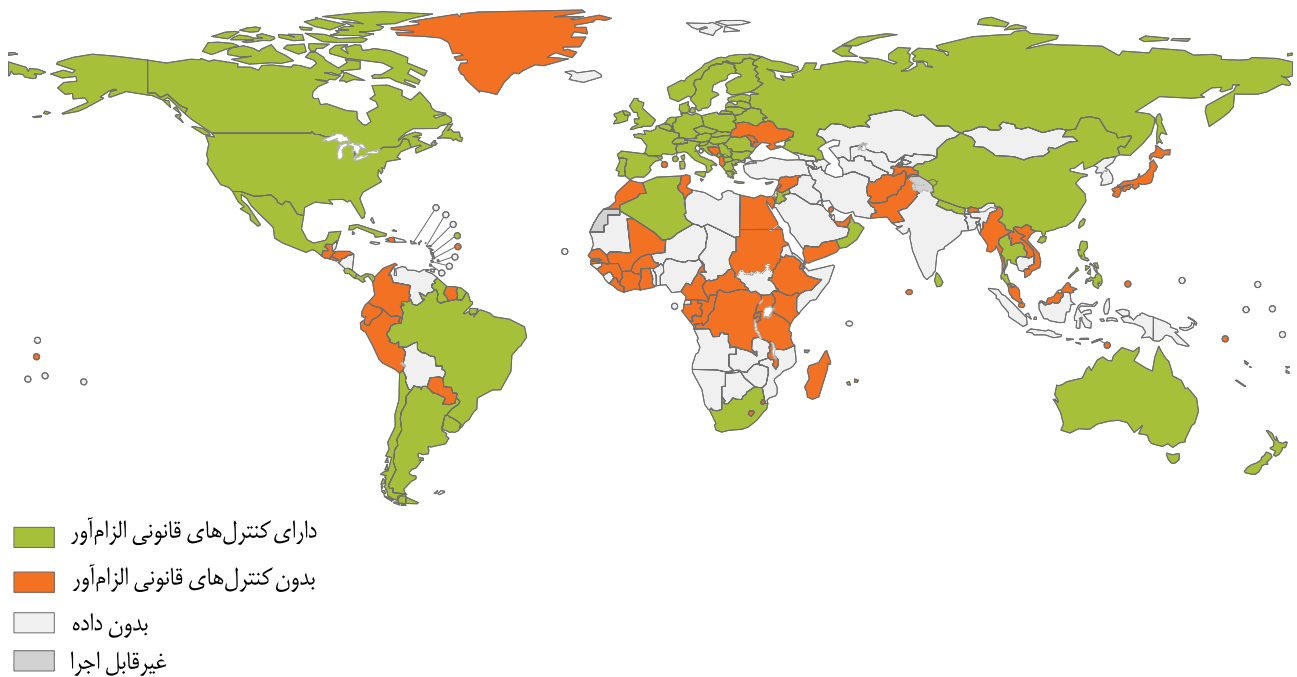 دارای کنترل‌های قانونی الزام‌آور
بدون کنترل‌های قانونی الزام‌آور
بدون داده
غیرقابل اجرا